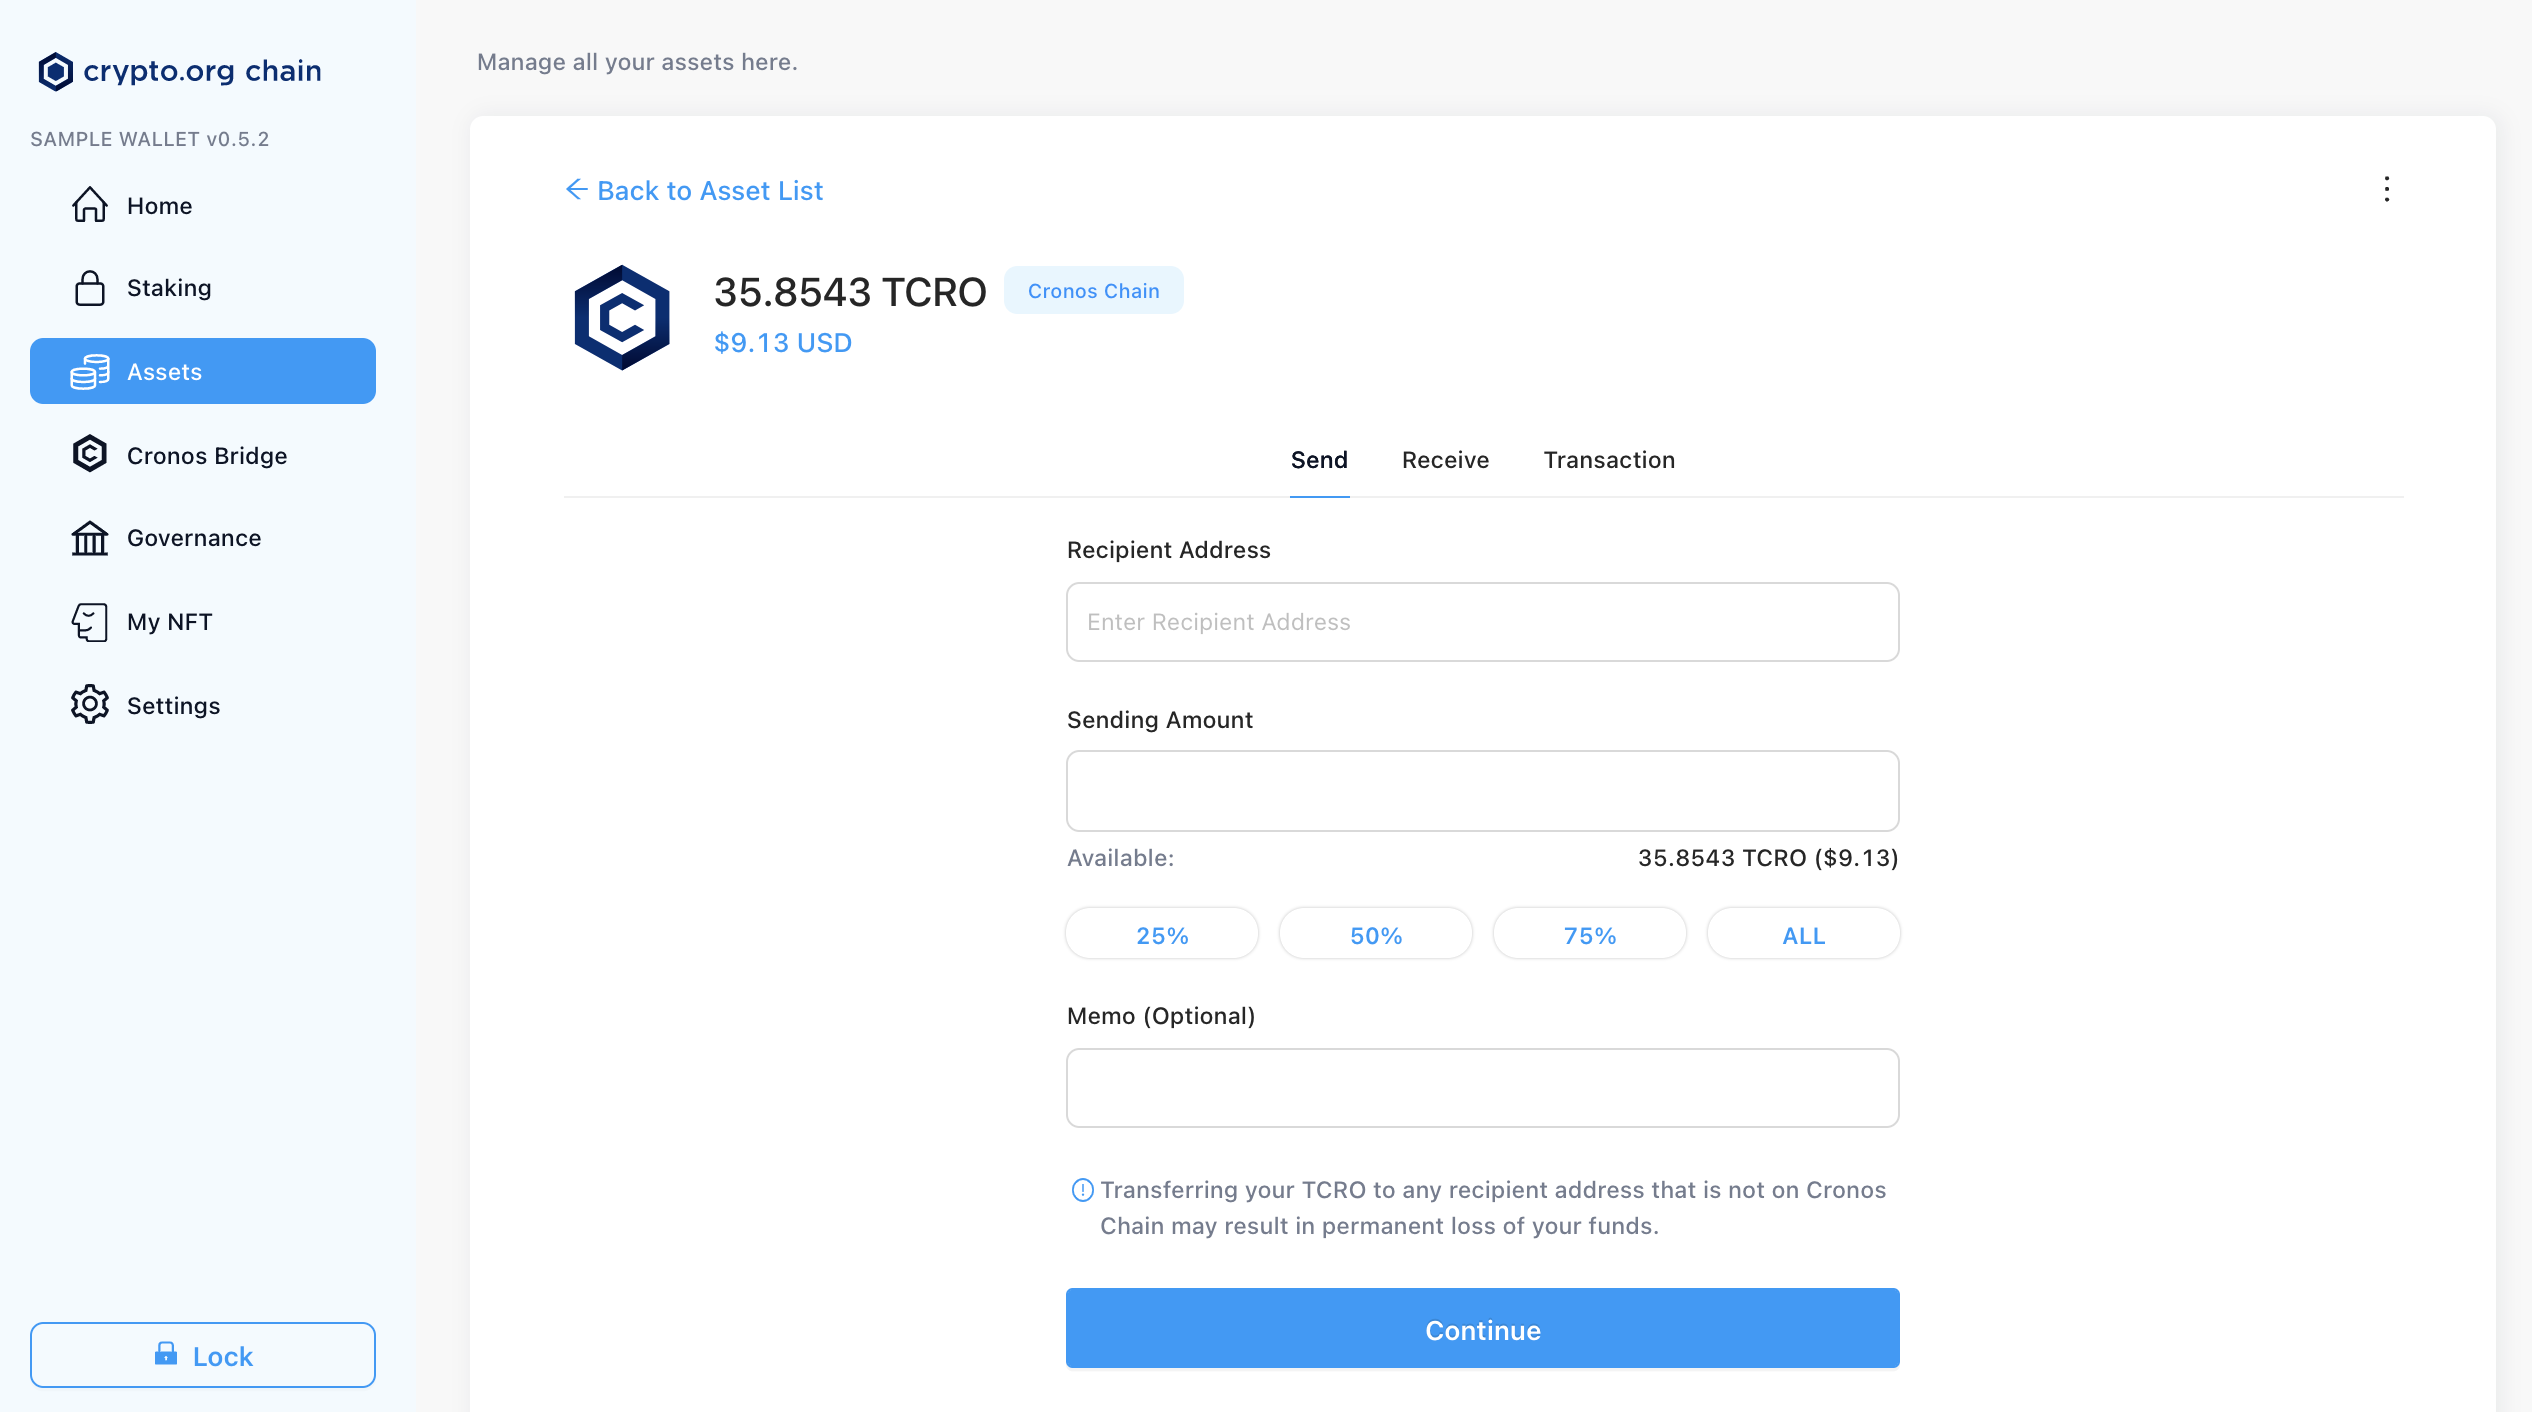 crypto.org chain
SAMPLE WALLET v0.5.2
Home
Staking
Assets
Cronos Bridge
Governance
My NFT
Settings
Lock
Manage all your assets here.
Back to Asset List
35.8543 TCRO
Cronos Chain
$9.13 USD
Send
Receive
Transaction
Recipient Address
Enter Recipient Address
Sending Amount
Available:
35.8543 TCRO ($9.13)
25%
50%
75%
ALL
Memo (Optional)
Transferring your TCRO to any recipient address that is not on Cronos
Chain may result in permanent loss of your funds.
Continue